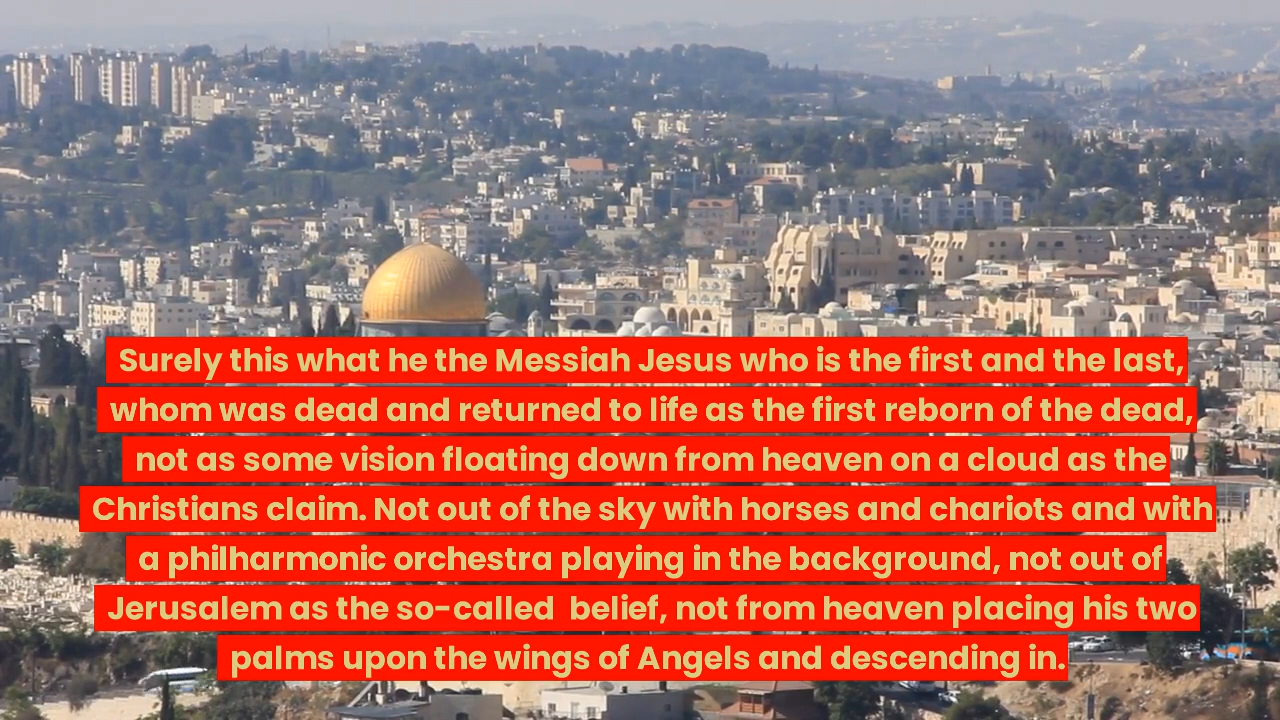 Surely this what he the Messiah Jesus who is the first and the last,
whom was dead and returned to life as the first reborn of the dead,
not as some vision floating down from heaven on a cloud as the
Christians claim. Not out of the sky with horses and chariots and with
a philharmonic orchestra playing in the background, not out of
Jerusalem as the so-called  belief, not from heaven placing his two
palms upon the wings of Angels and descending in.